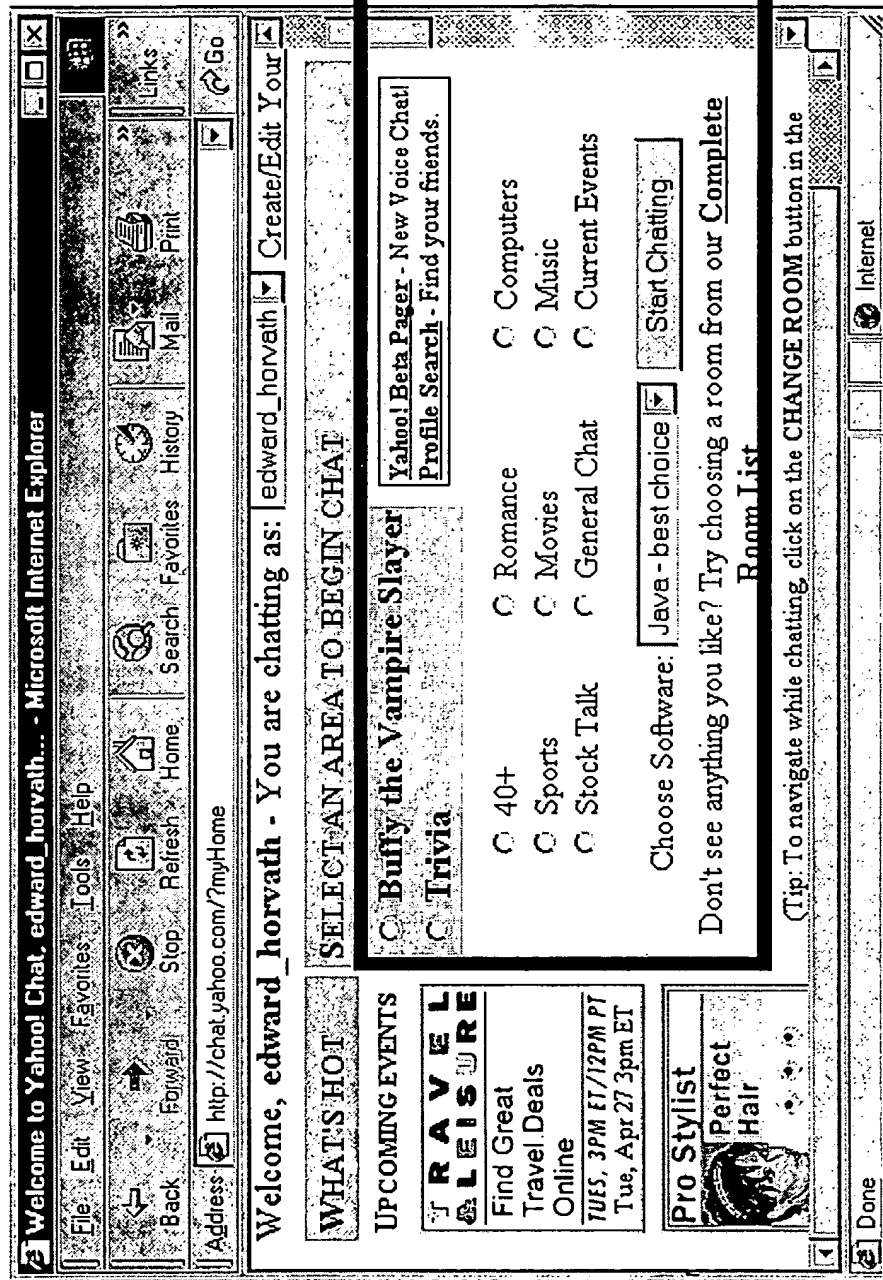 Welcome to Yahoo! Chat, edward_horvath... - Microsoft Internet Explorer
File Edit View Favorites Tools Help
Back Forward Stop Refresh Home Search Favorites History Mail Print Links
Address http://chat.yahoo.com/?myHome Go
Welcome, edward_horvath - You are chatting as: edward_horvath Create/Edit Your
WHAT'S HOT
UPCOMING EVENTS
TRAVEL
& LEISURE
Find Great
Travel Deals
Online
TUES, 3PM ET/12PM PT
Tue, Apr 27 3pm ET
Pro Stylist
Perfect
Hair
SELECT AN AREA TO BEGIN CHAT
Buffy the Vampire Slayer
Trivia
Yahoo! Beta Pager - New Voice Chat!
Profile Search - Find your friends.
40+ Romance Computers
Sports Movies Music
Stock Talk General Chat Current Events
Choose Software: Java - best choice Start Chatting
Don't see anything you like? Try choosing a room from our Complete
Room List
(Tip: To navigate while chatting, click on the CHANGE ROOM button in the
Done Internet